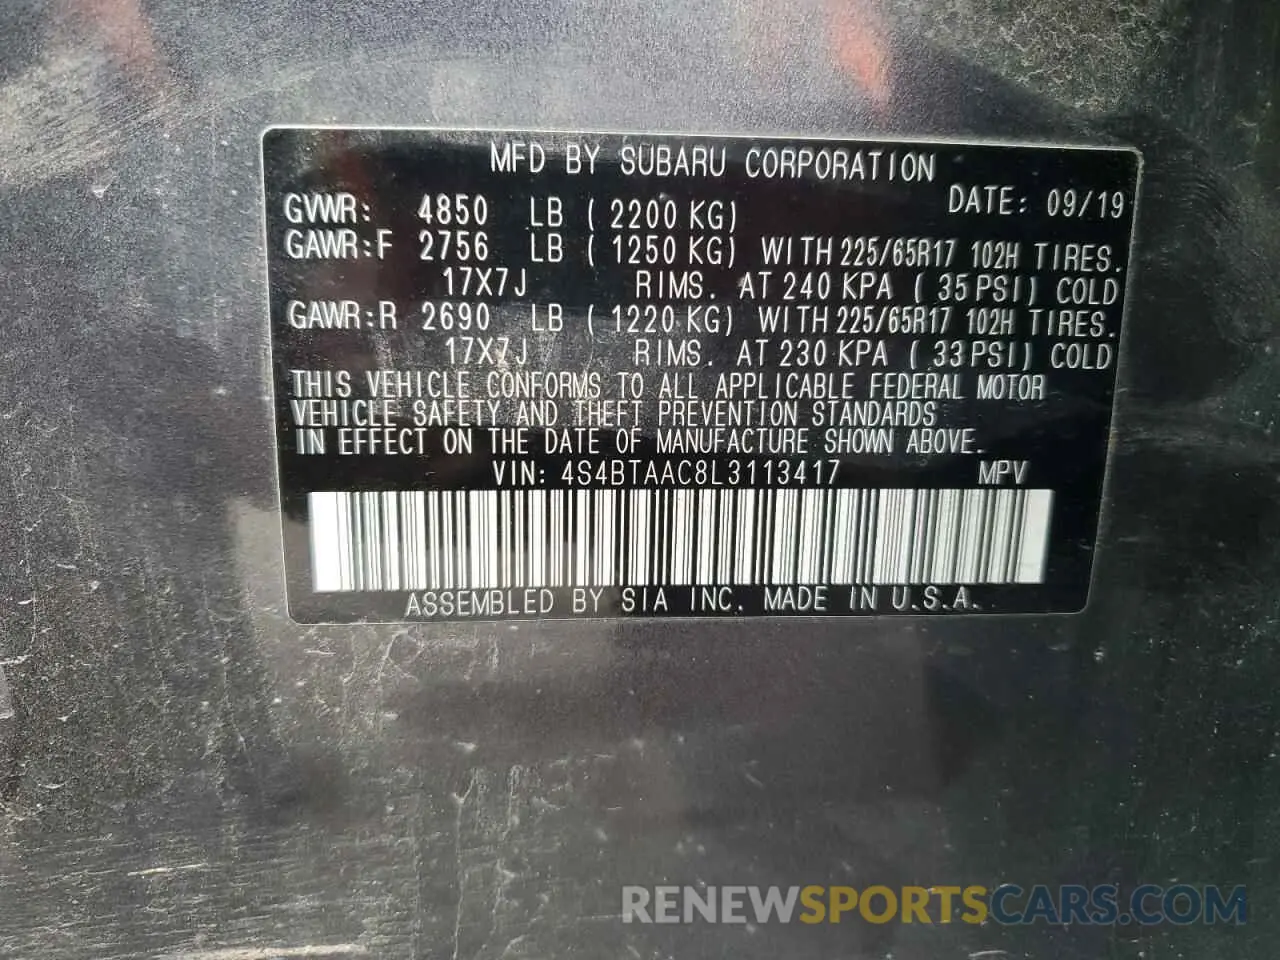 MFD BY SUBARU CORPORATION
DATE: 09/19
GVWR: 4850 LB ( 2200 KG)
GAWR:F 2756 LB ( 1250 KG) WITH 225/65R17 102H TIRES.
17X7J RIMS. AT 240 KPA ( 35 PSI) COLD
GAWR:R 2690 LB ( 1220 KG) WITH 225/65R17 102H TIRES.
17X7J RIMS. AT 230 KPA ( 33 PSI) COLD
THIS VEHICLE CONFORMS TO ALL APPLICABLE FEDERAL MOTOR
VEHICLE SAFETY AND THEFT PREVENTION STANDARDS
IN EFFECT ON THE DATE OF MANUFACTURE SHOWN ABOVE.
VIN: 4S4BTAAC8L3113417 MPV
ASSEMBLED BY SIA INC. MADE IN U.S.A.
RENEWSPORTSCARS.COM